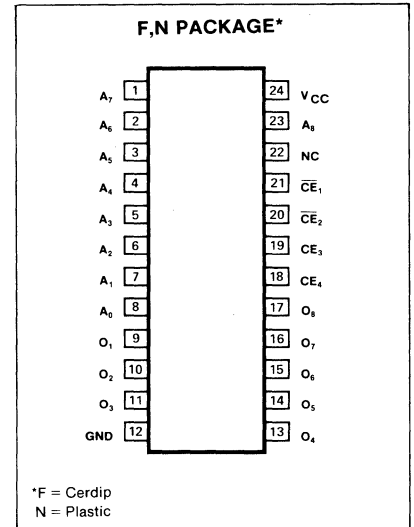 F,N PACKAGE*
A₇ 1 24 VCC
A₆ 2 23 A₈
A₅ 3 22 NC
A₄ 4 21 C̅E̅₁
A₃ 5 20 C̅E̅₂
A₂ 6 19 CE₃
A₁ 7 18 CE₄
A₀ 8 17 O₈
O₁ 9 16 O₇
O₂ 10 15 O₆
O₃ 11 14 O₅
GND 12 13 O₄
*F = Cerdip
N = Plastic